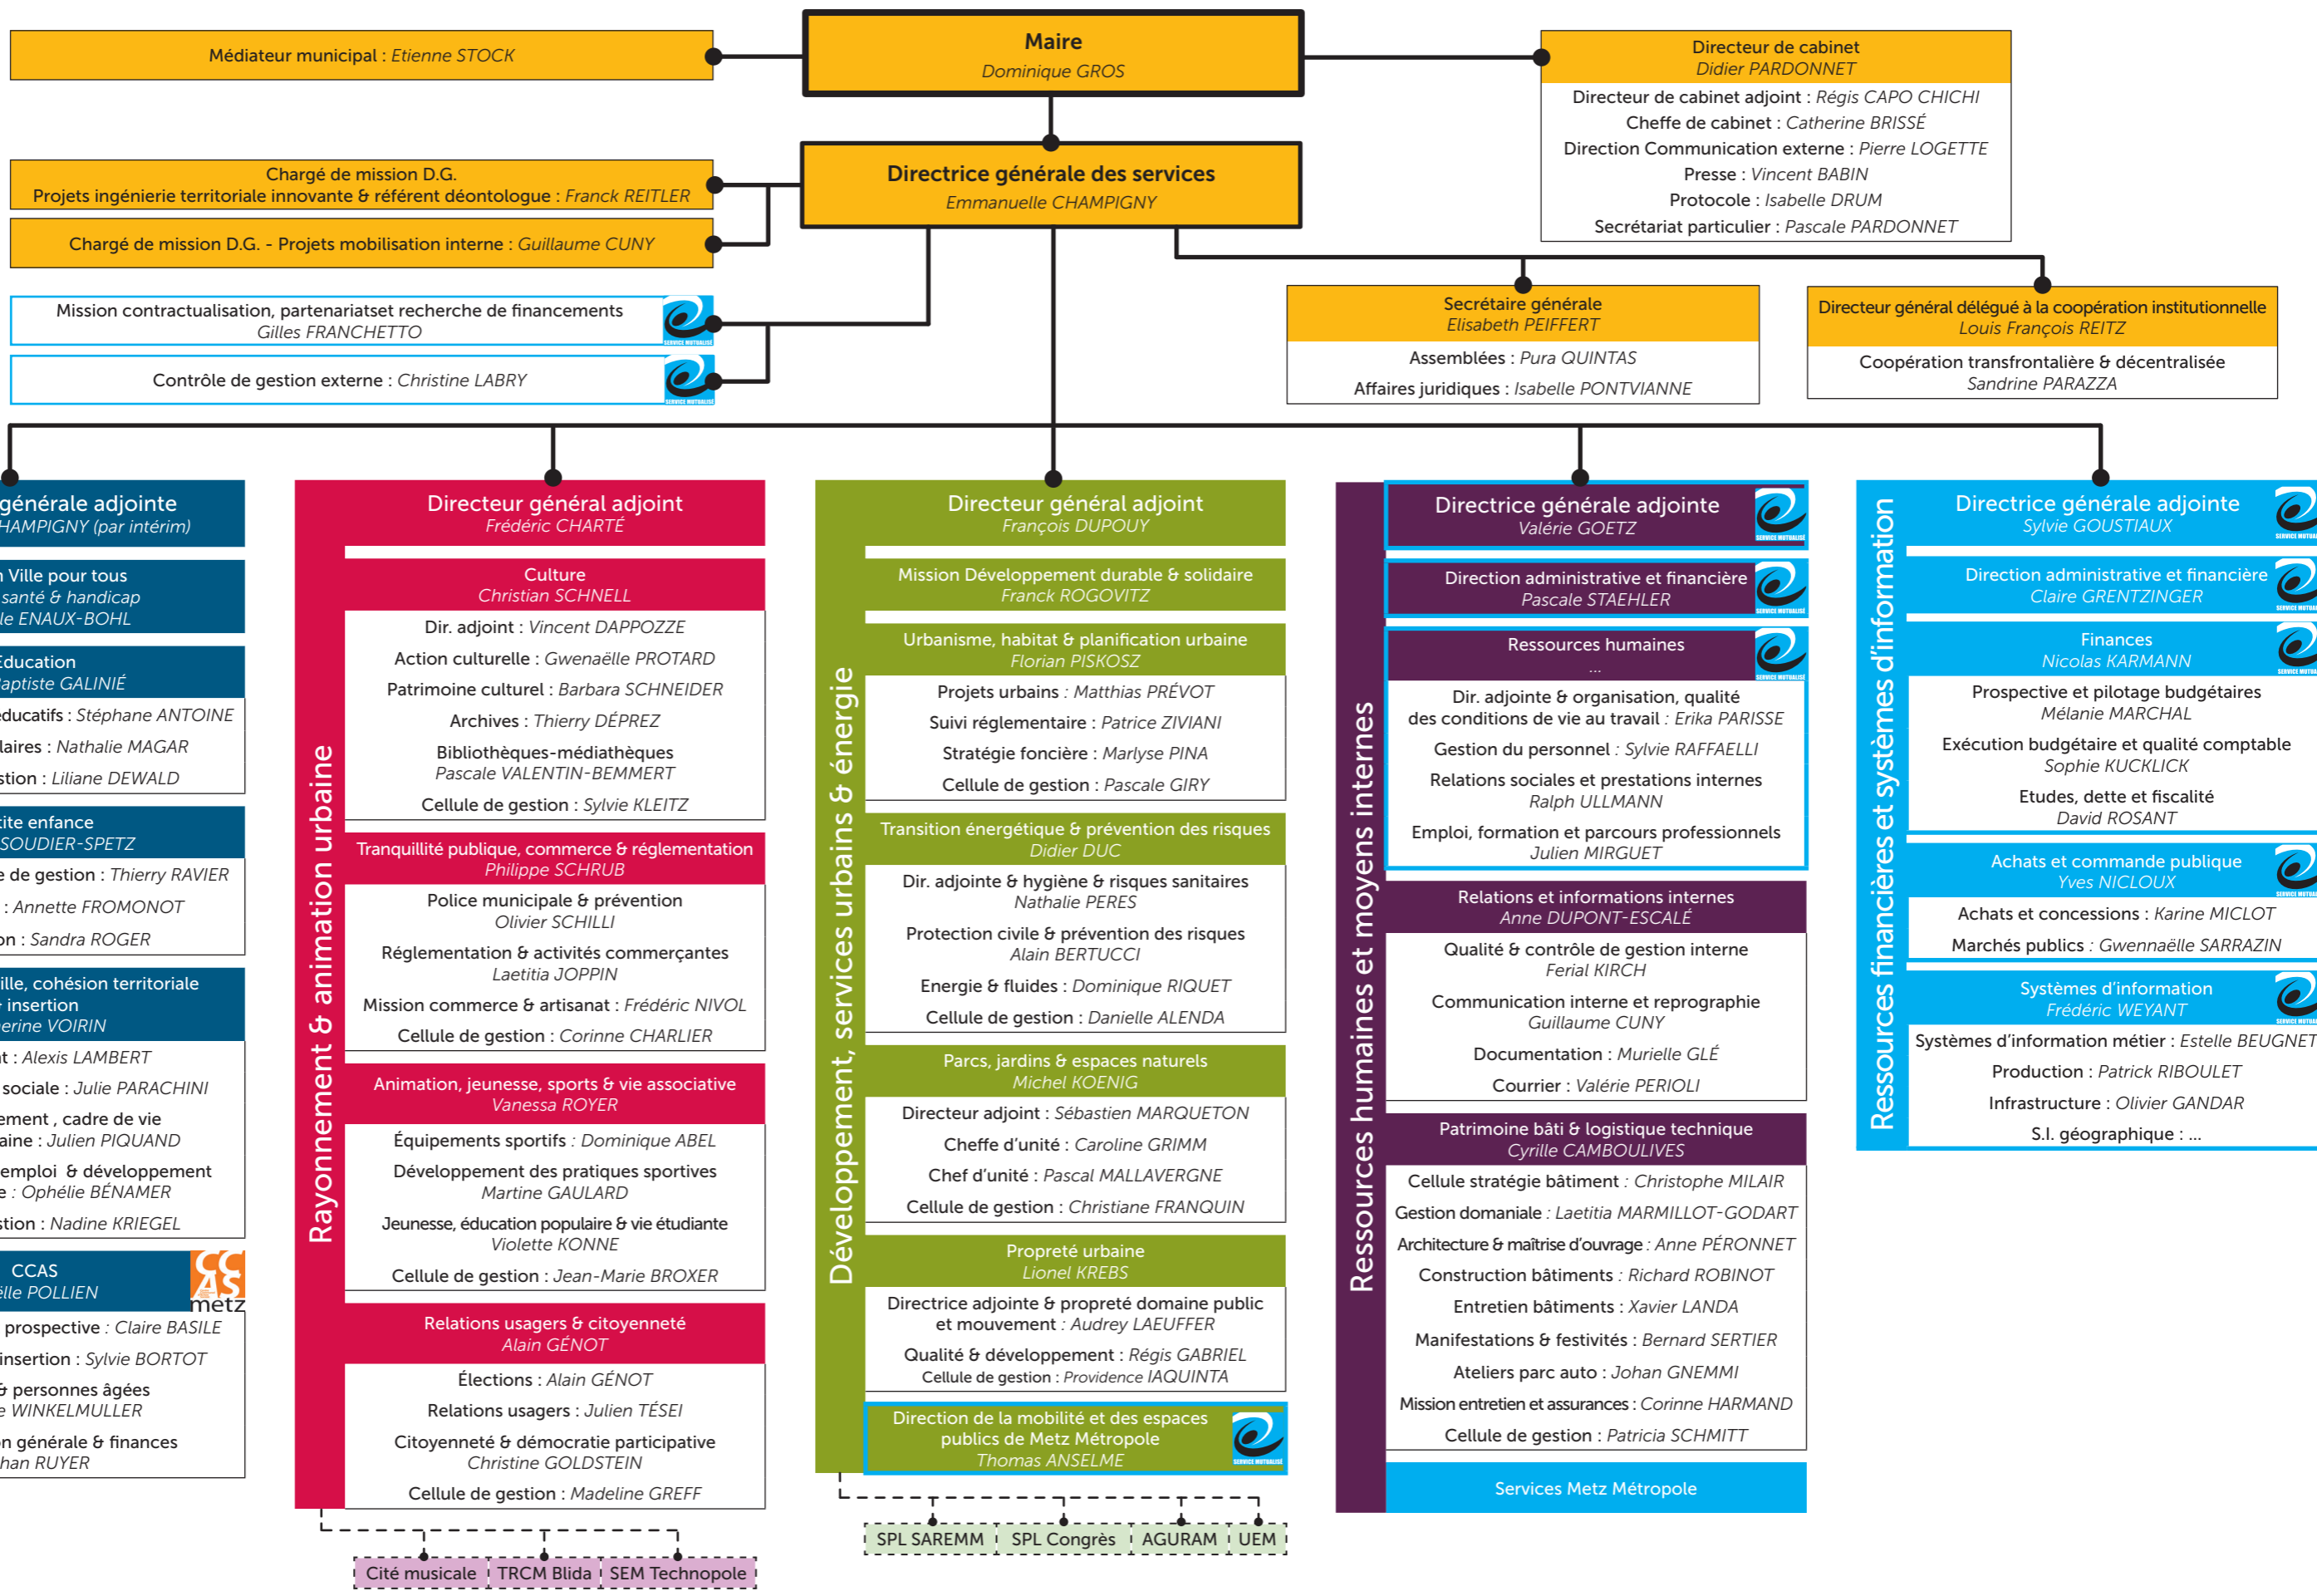 Médiateur municipal : Etienne STOCK
Maire
Dominique GROS
Directeur de cabinet
Didier PARDONNET
Directeur de cabinet adjoint : Régis CAPO CHICHI
Cheffe de cabinet : Catherine BRISSÉ
Direction Communication externe : Pierre LOGETTE
Presse : Vincent BABIN
Protocole : Isabelle DRUM
Secrétariat particulier : Pascale PARDONNET
Directrice générale des services
Emmanuelle CHAMPIGNY
Chargé de mission D.G.
Projets ingénierie territoriale innovante & référent déontologue : Franck REITLER
Chargé de mission D.G. - Projets mobilisation interne : Guillaume CUNY
Mission contractualisation, partenariatset recherche de financements
Gilles FRANCHETTO
SERVICE MUTUALISÉ
Contrôle de gestion externe : Christine LABRY
SERVICE MUTUALISÉ
Secrétaire générale
Elisabeth PEIFFERT
Assemblées : Pura QUINTAS
Affaires juridiques : Isabelle PONTVIANNE
Directeur général délégué à la coopération institutionnelle
Louis François REITZ
Coopération transfrontalière & décentralisée
Sandrine PARAZZA
générale adjointe
HAMPIGNY (par intérim)
Ville pour tous
santé & handicap
le ENAUX-BOHL
Education
aptiste GALINIÉ
éducatifs : Stéphane ANTOINE
laires : Nathalie MAGAR
stion : Liliane DEWALD
tite enfance
SOUDIER-SPETZ
e de gestion : Thierry RAVIER
: Annette FROMONOT
on : Sandra ROGER
ille, cohésion territoriale
& insertion
erine VOIRIN
t : Alexis LAMBERT
sociale : Julie PARACHINI
ement , cadre de vie
aine : Julien PIQUAND
emploi & développement
e : Ophélie BÉNAMER
stion : Nadine KRIEGEL
CCAS
ëlle POLLIEN
CCAS
metz
prospective : Claire BASILE
insertion : Sylvie BORTOT
& personnes âgées
e WINKELMULLER
n générale & finances
han RUYER
Rayonnement & animation urbaine
Directeur général adjoint
Frédéric CHARTÉ
Culture
Christian SCHNELL
Dir. adjoint : Vincent DAPPOZZE
Action culturelle : Gwenaëlle PROTARD
Patrimoine culturel : Barbara SCHNEIDER
Archives : Thierry DÉPREZ
Bibliothèques-médiathèques
Pascale VALENTIN-BEMMERT
Cellule de gestion : Sylvie KLEITZ
Tranquillité publique, commerce & réglementation
Philippe SCHRUB
Police municipale & prévention
Olivier SCHILLI
Réglementation & activités commerçantes
Laetitia JOPPIN
Mission commerce & artisanat : Frédéric NIVOL
Cellule de gestion : Corinne CHARLIER
Animation, jeunesse, sports & vie associative
Vanessa ROYER
Équipements sportifs : Dominique ABEL
Développement des pratiques sportives
Martine GAULARD
Jeunesse, éducation populaire & vie étudiante
Violette KONNE
Cellule de gestion : Jean-Marie BROXER
Relations usagers & citoyenneté
Alain GÉNOT
Élections : Alain GÉNOT
Relations usagers : Julien TÉSEI
Citoyenneté & démocratie participative
Christine GOLDSTEIN
Cellule de gestion : Madeline GREFF
Cité musicale
TRCM Blida
SEM Technopole
Développement, services urbains & énergie
Directeur général adjoint
François DUPOUY
Mission Développement durable & solidaire
Franck ROGOVITZ
Urbanisme, habitat & planification urbaine
Florian PISKOSZ
Projets urbains : Matthias PRÉVOT
Suivi réglementaire : Patrice ZIVIANI
Stratégie foncière : Marlyse PINA
Cellule de gestion : Pascale GIRY
Transition énergétique & prévention des risques
Didier DUC
Dir. adjointe & hygiène & risques sanitaires
Nathalie PERES
Protection civile & prévention des risques
Alain BERTUCCI
Energie & fluides : Dominique RIQUET
Cellule de gestion : Danielle ALENDA
Parcs, jardins & espaces naturels
Michel KOENIG
Directeur adjoint : Sébastien MARQUETON
Cheffe d'unité : Caroline GRIMM
Chef d'unité : Pascal MALLAVERGNE
Cellule de gestion : Christiane FRANQUIN
Propreté urbaine
Lionel KREBS
Directrice adjointe & propreté domaine public
et mouvement : Audrey LAEUFFER
Qualité & développement : Régis GABRIEL
Cellule de gestion : Providence IAQUINTA
Direction de la mobilité et des espaces
publics de Metz Métropole
Thomas ANSELME
SERVICE MUTUALISÉ
SPL SAREMM
SPL Congrès
AGURAM
UEM
Ressources humaines et moyens internes
Directrice générale adjointe
Valérie GOETZ
SERVICE MUTUALISÉ
Direction administrative et financière
Pascale STAEHLER
SERVICE MUTUALISÉ
Ressources humaines
...
SERVICE MUTUALISÉ
Dir. adjointe & organisation, qualité
des conditions de vie au travail : Erika PARISSE
Gestion du personnel : Sylvie RAFFAELLI
Relations sociales et prestations internes
Ralph ULLMANN
Emploi, formation et parcours professionnels
Julien MIRGUET
Relations et informations internes
Anne DUPONT-ESCALÉ
Qualité & contrôle de gestion interne
Ferial KIRCH
Communication interne et reprographie
Guillaume CUNY
Documentation : Murielle GLÉ
Courrier : Valérie PERIOLI
Patrimoine bâti & logistique technique
Cyrille CAMBOULIVES
Cellule stratégie bâtiment : Christophe MILAIR
Gestion domaniale : Laetitia MARMILLOT-GODART
Architecture & maîtrise d'ouvrage : Anne PÉRONNET
Construction bâtiments : Richard ROBINOT
Entretien bâtiments : Xavier LANDA
Manifestations & festivités : Bernard SERTIER
Ateliers parc auto : Johan GNEMMI
Mission entretien et assurances : Corinne HARMAND
Cellule de gestion : Patricia SCHMITT
Services Metz Métropole
Ressources financières et systèmes d'information
Directrice générale adjointe
Sylvie GOUSTIAUX
SERVICE MUTUALISÉ
Direction administrative et financière
Claire GRENTZINGER
SERVICE MUTUALISÉ
Finances
Nicolas KARMANN
SERVICE MUTUALISÉ
Prospective et pilotage budgétaires
Mélanie MARCHAL
Exécution budgétaire et qualité comptable
Sophie KUCKLICK
Etudes, dette et fiscalité
David ROSANT
Achats et commande publique
Yves NICLOUX
SERVICE MUTUALISÉ
Achats et concessions : Karine MICLOT
Marchés publics : Gwennaëlle SARRAZIN
Systèmes d'information
Frédéric WEYANT
SERVICE MUTUALISÉ
Systèmes d'information métier : Estelle BEUGNET
Production : Patrick RIBOULET
Infrastructure : Olivier GANDAR
S.I. géographique : ...